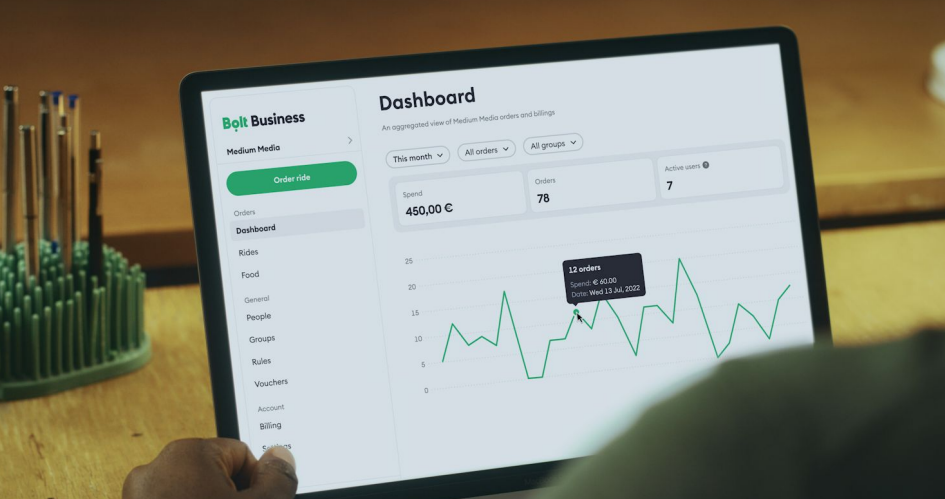 Bolt Business
Medium Media
Order ride
Orders
Dashboard
Rides
Food
General
People
Groups
Rules
Vouchers
Account
Billing
Dashboard
An aggregated view of Medium Media orders and billings
This month
All orders
All groups
Spend
450,00 €
Orders
78
Active users
7
25
20
15
10
5
0
12 orders
Spend: € 60.00
Date: Wed 13 Jul, 2022